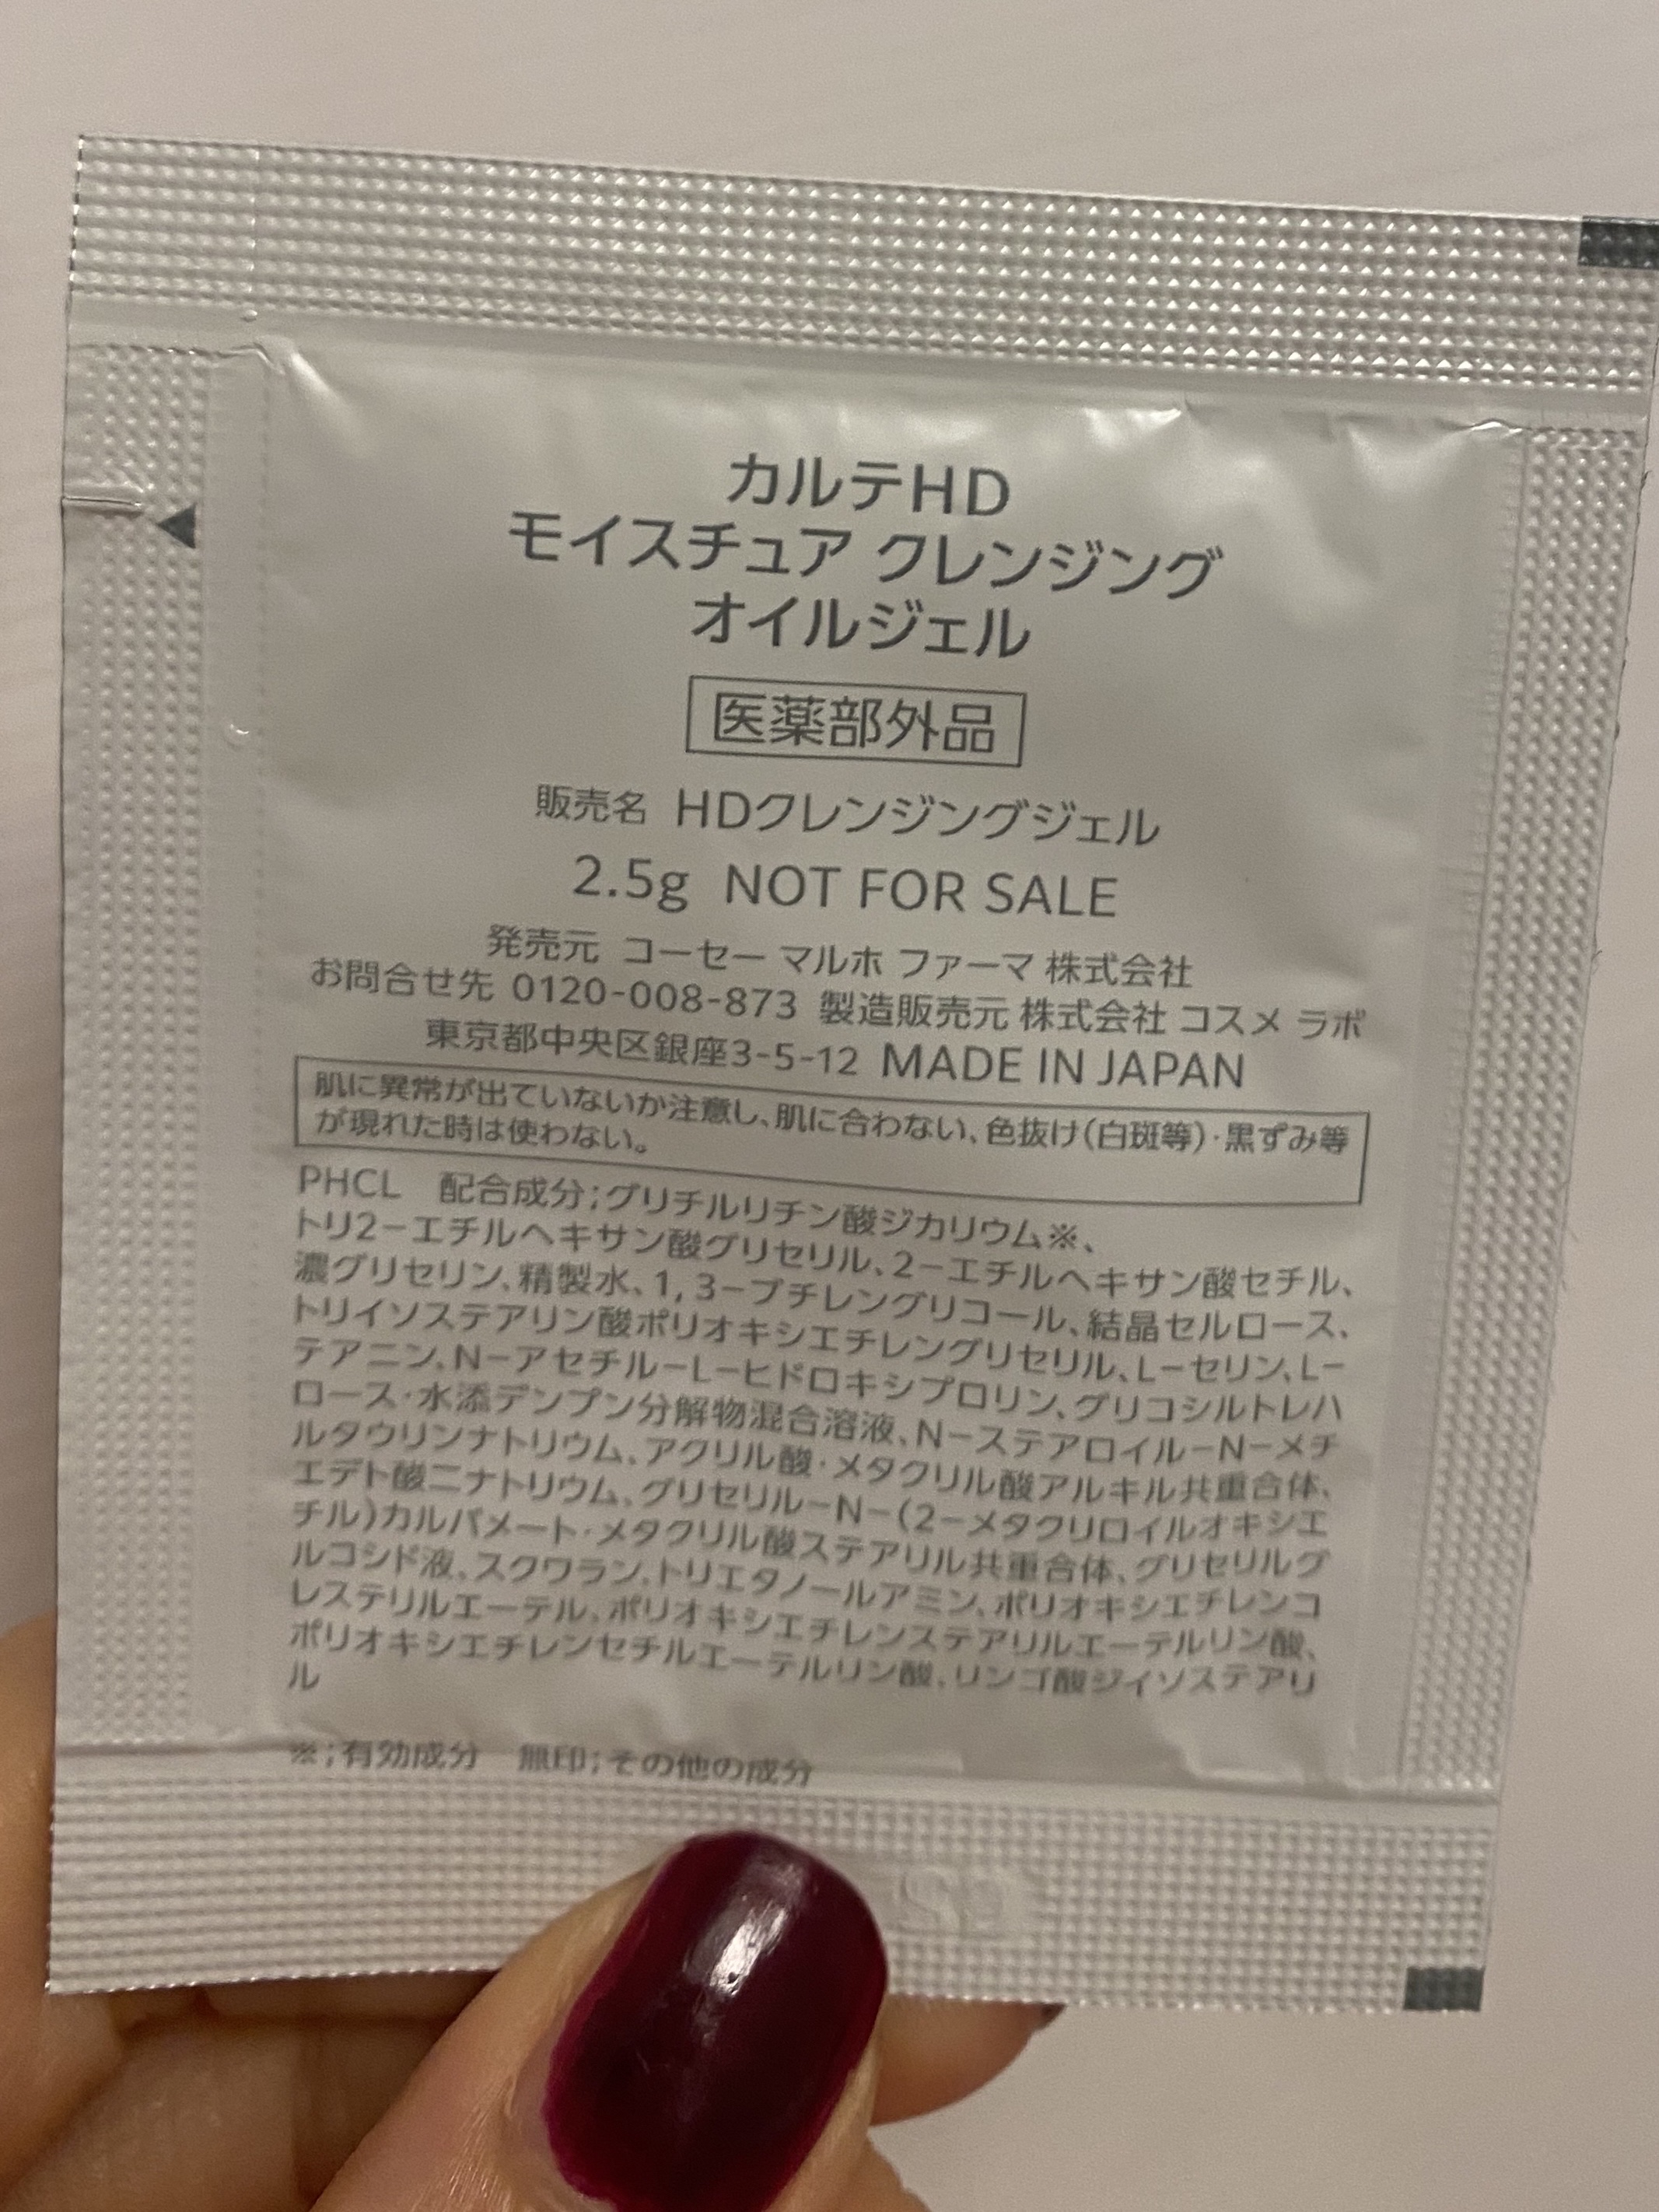 カルテHD
モイスチュア クレンジング
オイルジェル
医薬部外品
販売名 HDクレンジングジェル
2.5g NOT FOR SALE
発売元 コーセー マルホ ファーマ 株式会社
お問合せ先 0120-008-873 製造販売元 株式会社 コスメ ラボ
東京都中央区銀座3-5-12 MADE IN JAPAN
肌に異常が出ていないか注意し、肌に合わない、色抜け(白斑等)・黒ずみ等
が現れた時は使わない。
PHCL 配合成分;グリチルリチン酸ジカリウム※、
トリ2−エチルヘキサン酸グリセリル、2−エチルヘキサン酸セチル、
濃グリセリン、精製水、1,3−ブチレングリコール、結晶セルロース、
トリイソステアリン酸ポリオキシエチレングリセリル、L−セリン、L−
テアニン、N−アセチル−L−ヒドロキシプロリン、グリコシルトレハ
ロース・水添デンプン分解物混合溶液、N−ステアロイル−N−メチ
ルタウリンナトリウム、アクリル酸・メタクリル酸アルキル共重合体、
エデト酸二ナトリウム、グリセリル−N−(2−メタクリロイルオキシエ
チル)カルバメート・メタクリル酸ステアリル共重合体、グリセリルグ
ルコシド液、スクワラン、トリエタノールアミン、ポリオキシエチレンコ
レステリルエーテル、ポリオキシエチレンステアリルエーテルリン酸、
ポリオキシエチレンセチルエーテルリン酸、リンゴ酸ジイソステアリ
ル
※;有効成分 無印;その他の成分